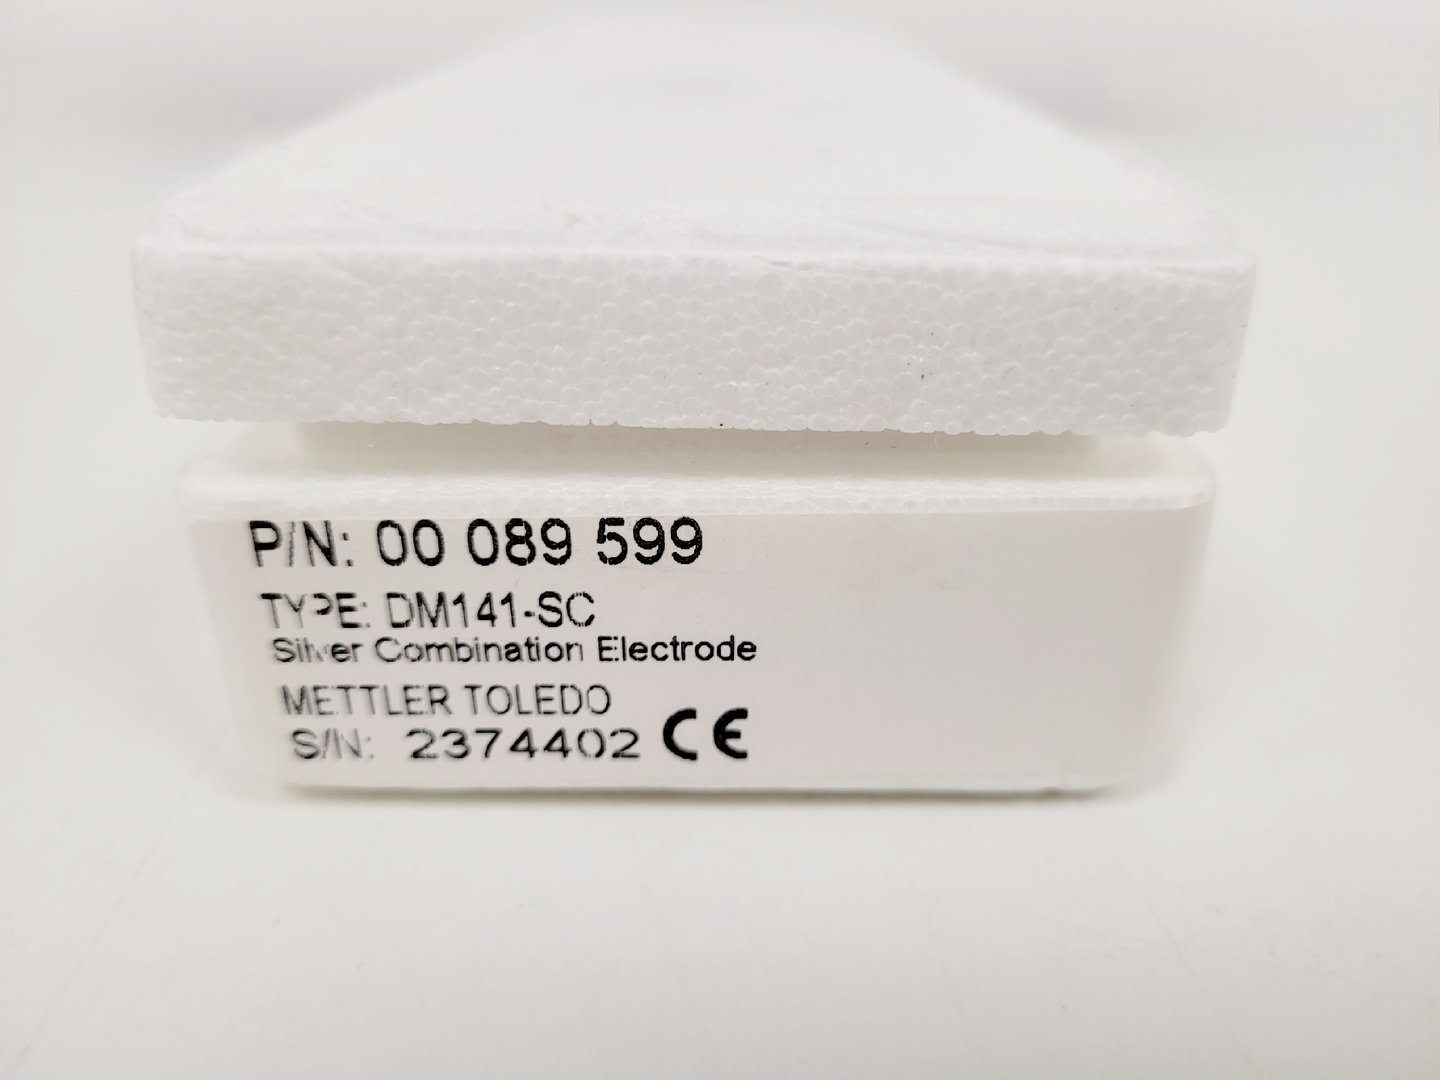 P/N: 00 089 599
TYPE: DM141-SC
Silver Combination Electrode
METTLER TOLEDO
S/N: 2374402 CE